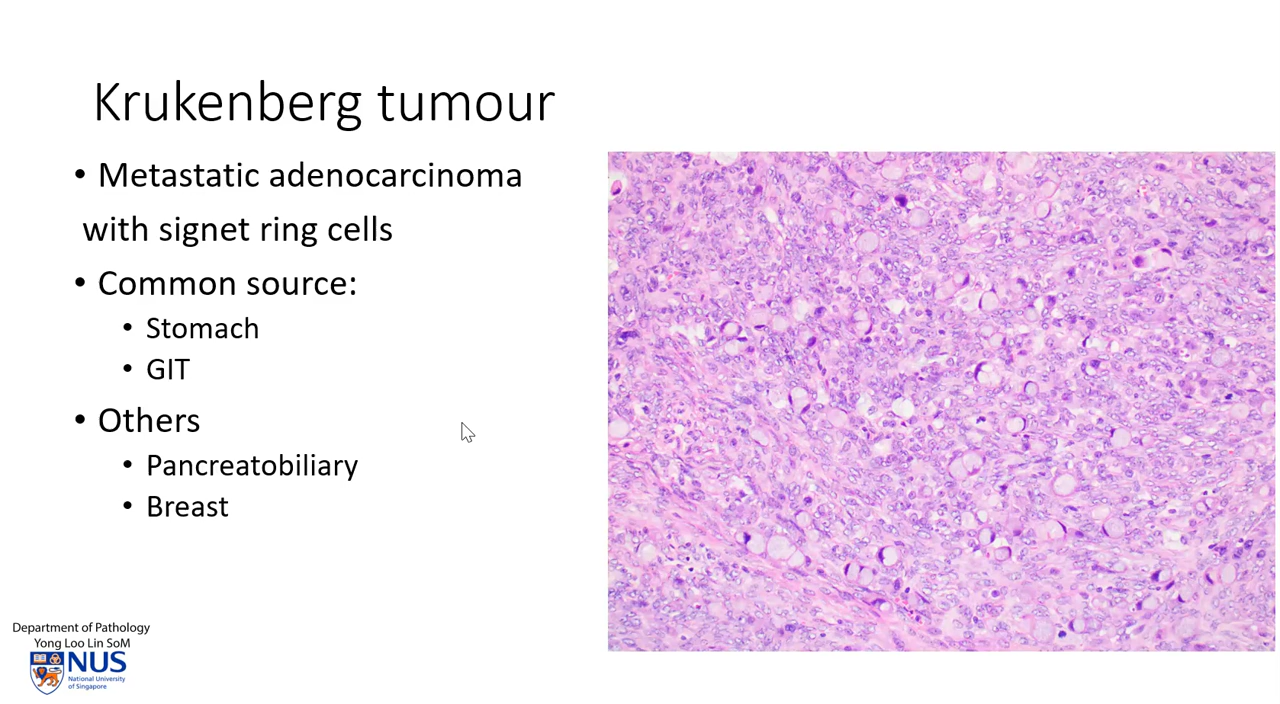 Krukenberg tumour
• Metastatic adenocarcinoma
with signet ring cells
• Common source:
• Stomach
• GIT
• Others
• Pancreatobiliary
• Breast
Department of Pathology
Yong Loo Lin SoM
NUS
National University
of Singapore